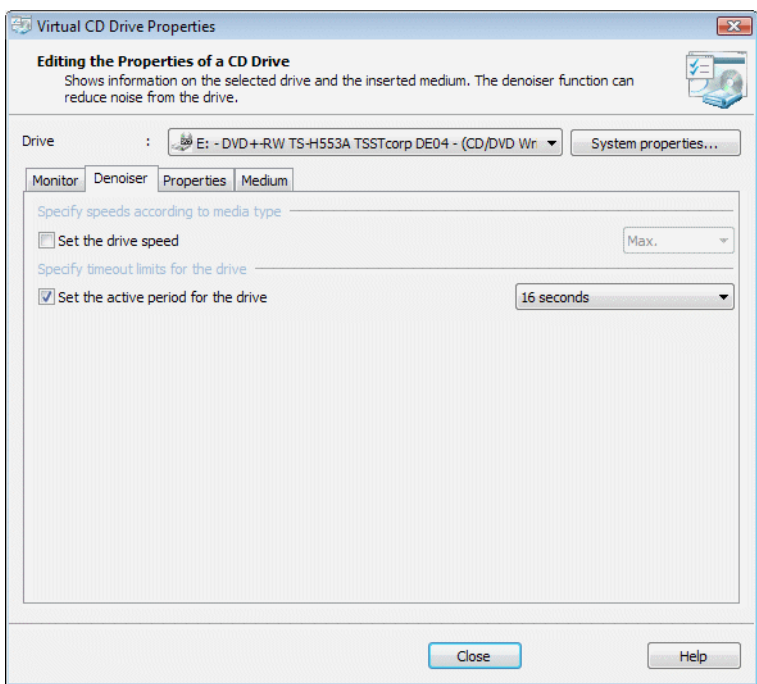 Virtual CD Drive Properties
Editing the Properties of a CD Drive
Shows information on the selected drive and the inserted medium. The denoiser function can
reduce noise from the drive.
Drive : E: - DVD+-RW TS-H553A TSSTcorp DE04 - (CD/DVD Wri System properties...
Monitor Denoiser Properties Medium
Specify speeds according to media type
Set the drive speed Max.
Specify timeout limits for the drive
Set the active period for the drive 16 seconds
Close Help